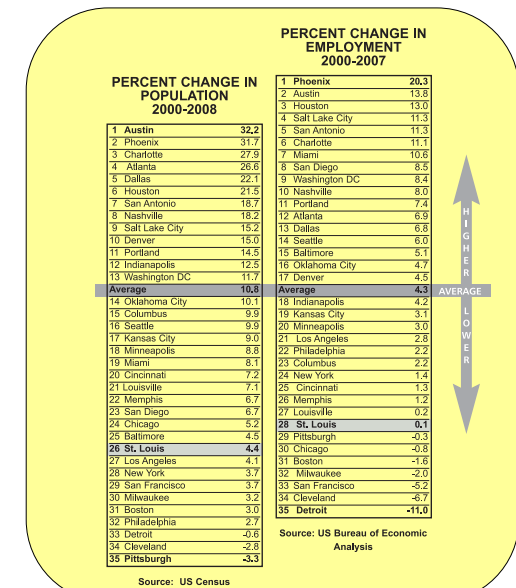 PERCENT CHANGE IN
POPULATION
2000-2008
1 Austin 32.2
2 Phoenix 31.7
3 Charlotte 27.9
4 Atlanta 26.6
5 Dallas 22.1
6 Houston 21.5
7 San Antonio 18.7
8 Nashville 18.2
9 Salt Lake City 15.2
10 Denver 15.0
11 Portland 14.5
12 Indianapolis 12.5
13 Washington DC 11.7
Average 10.8
14 Oklahoma City 10.1
15 Columbus 9.9
16 Seattle 9.9
17 Kansas City 9.0
18 Minneapolis 8.8
19 Miami 8.1
20 Cincinnati 7.2
21 Louisville 7.1
22 Memphis 6.7
23 San Diego 6.7
24 Chicago 5.2
25 Baltimore 4.5
26 St. Louis 4.4
27 Los Angeles 4.1
28 New York 3.7
29 San Francisco 3.7
30 Milwaukee 3.2
31 Boston 3.0
32 Philadelphia 2.7
33 Detroit -0.6
34 Cleveland -2.8
35 Pittsburgh -3.3
Source: US Census
PERCENT CHANGE IN
EMPLOYMENT
2000-2007
1 Phoenix 20.3
2 Austin 13.8
3 Houston 13.0
4 Salt Lake City 11.3
5 San Antonio 11.3
6 Charlotte 11.1
7 Miami 10.6
8 San Diego 8.5
9 Washington DC 8.4
10 Nashville 8.0
11 Portland 7.4
12 Atlanta 6.9
13 Dallas 6.8
14 Seattle 6.0
15 Baltimore 5.1
16 Oklahoma City 4.7
17 Denver 4.5
Average 4.3
18 Indianapolis 4.2
19 Kansas City 3.1
20 Minneapolis 3.0
21 Los Angeles 2.8
22 Philadelphia 2.2
23 Columbus 2.2
24 New York 1.4
25 Cincinnati 1.3
26 Memphis 1.2
27 Louisville 0.2
28 St. Louis 0.1
29 Pittsburgh -0.3
30 Chicago -0.8
31 Boston -1.6
32 Milwaukee -2.0
33 San Francisco -5.2
34 Cleveland -6.7
35 Detroit -11.0
Source: US Bureau of Economic
Analysis
HIGHER
AVERAGE
LOWER